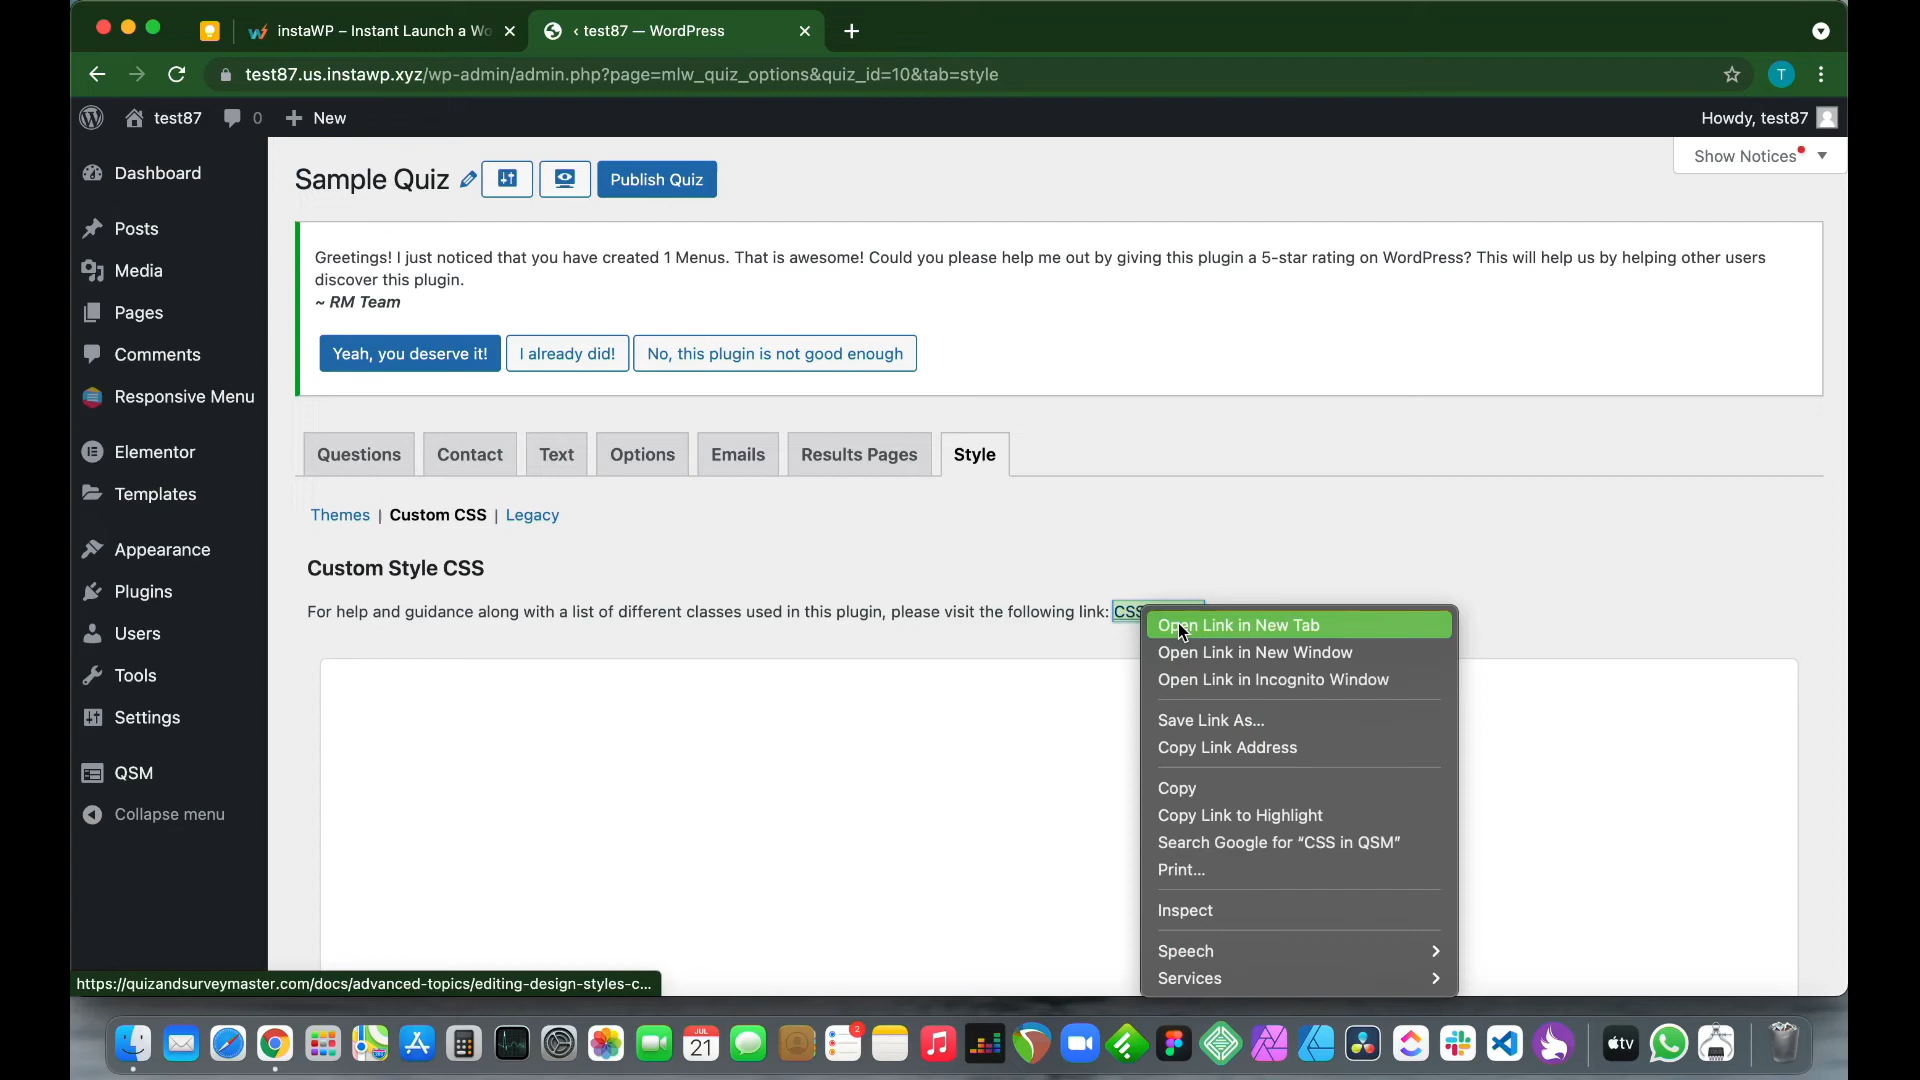 instaWP – Instant Launch a Wo
‹ test87 — WordPress
test87.us.instawp.xyz/wp-admin/admin.php?page=mlw_quiz_options&quiz_id=10&tab=style
T
test87
0
New
Howdy, test87
Show Notices
Dashboard
Posts
Media
Pages
Comments
Responsive Menu
Elementor
Templates
Appearance
Plugins
Users
Tools
Settings
QSM
Collapse menu
Sample Quiz
Publish Quiz
Greetings! I just noticed that you have created 1 Menus. That is awesome! Could you please help me out by giving this plugin a 5-star rating on WordPress? This will help us by helping other users
discover this plugin.
~ RM Team
Yeah, you deserve it!
I already did!
No, this plugin is not good enough
Questions
Contact
Text
Options
Emails
Results Pages
Style
Themes | Custom CSS | Legacy
Custom Style CSS
For help and guidance along with a list of different classes used in this plugin, please visit the following link: CSS
Open Link in New Tab
Open Link in New Window
Open Link in Incognito Window
Save Link As...
Copy Link Address
Copy
Copy Link to Highlight
Search Google for “CSS in QSM”
Print...
Inspect
Speech
Services
https://quizandsurveymaster.com/docs/advanced-topics/editing-design-styles-c...
JUL
21
2
tv